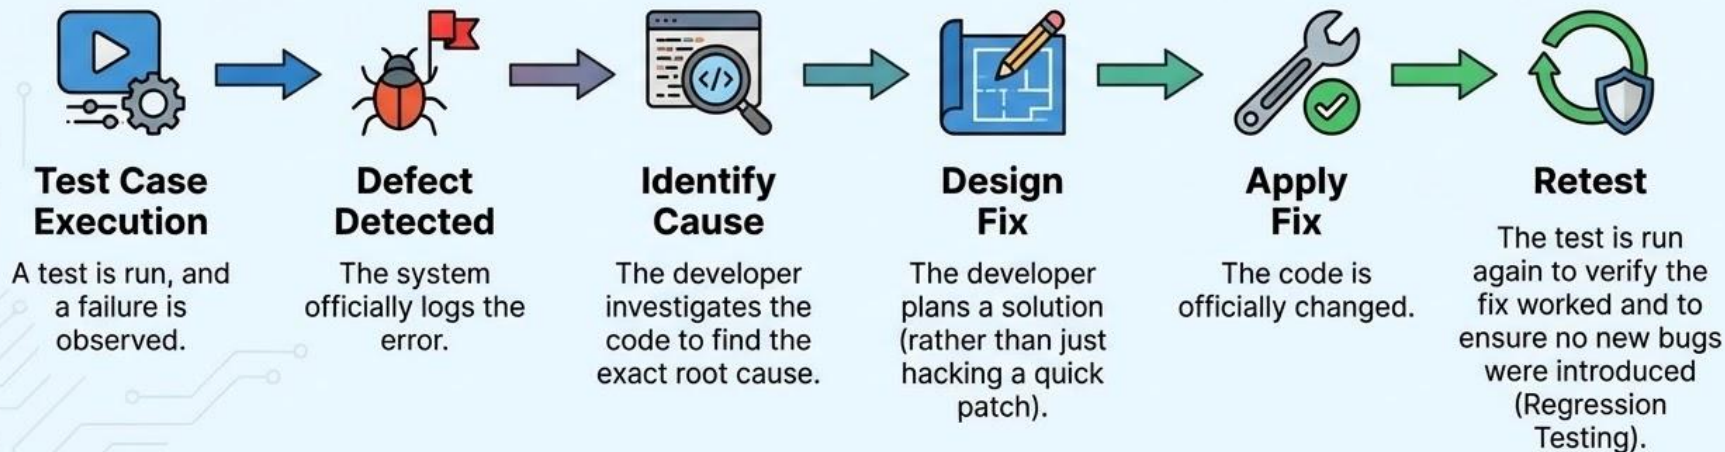 Test Case
Execution
A test is run, and
a failure is
observed.
Defect
Detected
The system
officially logs the
error.
Identify
Cause
The developer
investigates the
code to find the
exact root cause.
Design
Fix
The developer
plans a solution
(rather than just
hacking a quick
patch).
Apply
Fix
The code is
officially changed.
Retest
The test is run
again to verify the
fix worked and to
ensure no new bugs
were introduced
(Regression
Testing).